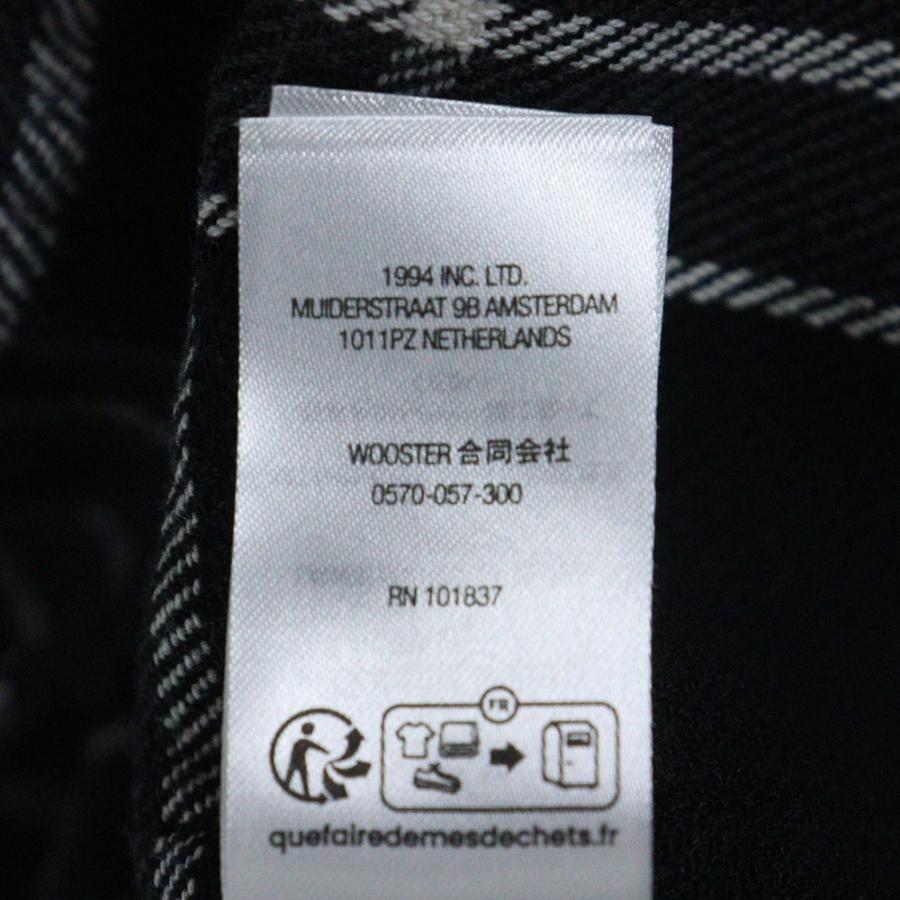 1994 INC. LTD.
MUIDERSTRAAT 9B AMSTERDAM
1011PZ NETHERLANDS
WOOSTER 合同会社
0570-057-300
RN 101837
FR
quefairedemesdechets.fr